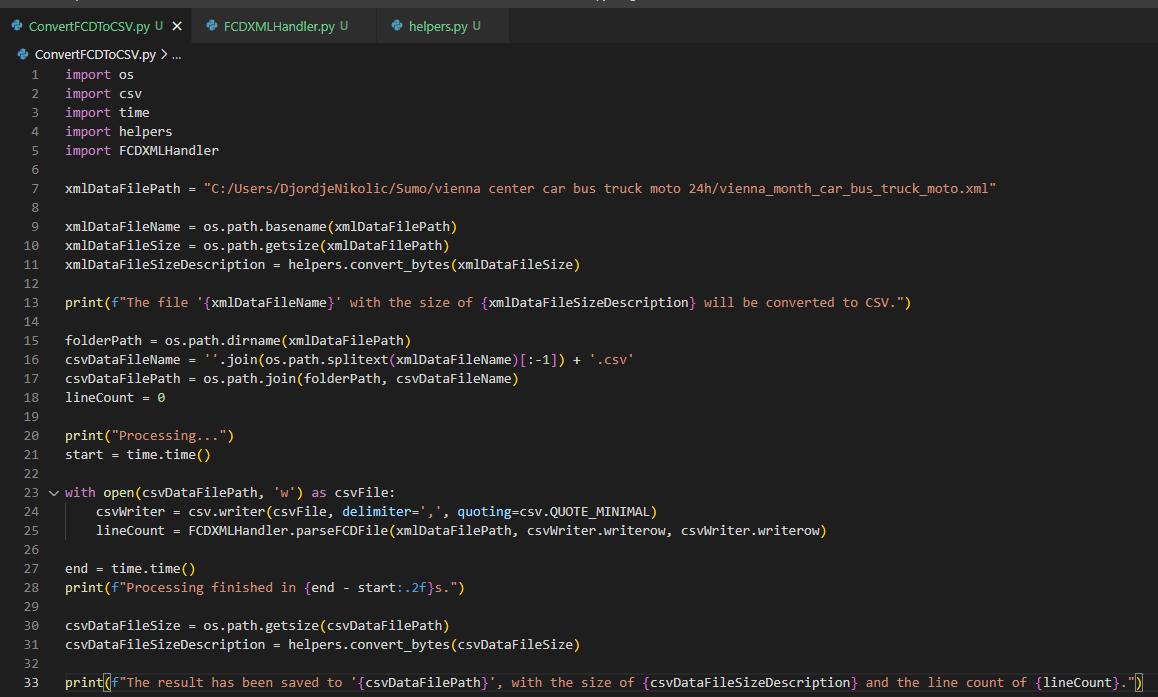 ConvertFCDToCSV.py U FCDXMLHandler.py U helpers.py U
ConvertFCDToCSV.py > ...
1 import os
2 import csv
3 import time
4 import helpers
5 import FCDXMLHandler
6
7 xmlDataFilePath = "C:/Users/DjordjeNikolic/Sumo/vienna center car bus truck moto 24h/vienna_month_car_bus_truck_moto.xml"
8
9 xmlDataFileName = os.path.basename(xmlDataFilePath)
10 xmlDataFileSize = os.path.getsize(xmlDataFilePath)
11 xmlDataFileSizeDescription = helpers.convert_bytes(xmlDataFileSize)
12
13 print(f"The file '{xmlDataFileName}' with the size of {xmlDataFileSizeDescription} will be converted to CSV.")
14
15 folderPath = os.path.dirname(xmlDataFilePath)
16 csvDataFileName = ''.join(os.path.splitext(xmlDataFileName)[:-1]) + '.csv'
17 csvDataFilePath = os.path.join(folderPath, csvDataFileName)
18 lineCount = 0
19
20 print("Processing...")
21 start = time.time()
22
23 with open(csvDataFilePath, 'w') as csvFile:
24     csvWriter = csv.writer(csvFile, delimiter=',', quoting=csv.QUOTE_MINIMAL)
25     lineCount = FCDXMLHandler.parseFCDFile(xmlDataFilePath, csvWriter.writerow, csvWriter.writerow)
26
27 end = time.time()
28 print(f"Processing finished in {end - start:.2f}s.")
29
30 csvDataFileSize = os.path.getsize(csvDataFilePath)
31 csvDataFileSizeDescription = helpers.convert_bytes(csvDataFileSize)
32
33 print(f"The result has been saved to '{csvDataFilePath}', with the size of {csvDataFileSizeDescription} and the line count of {lineCount}.")